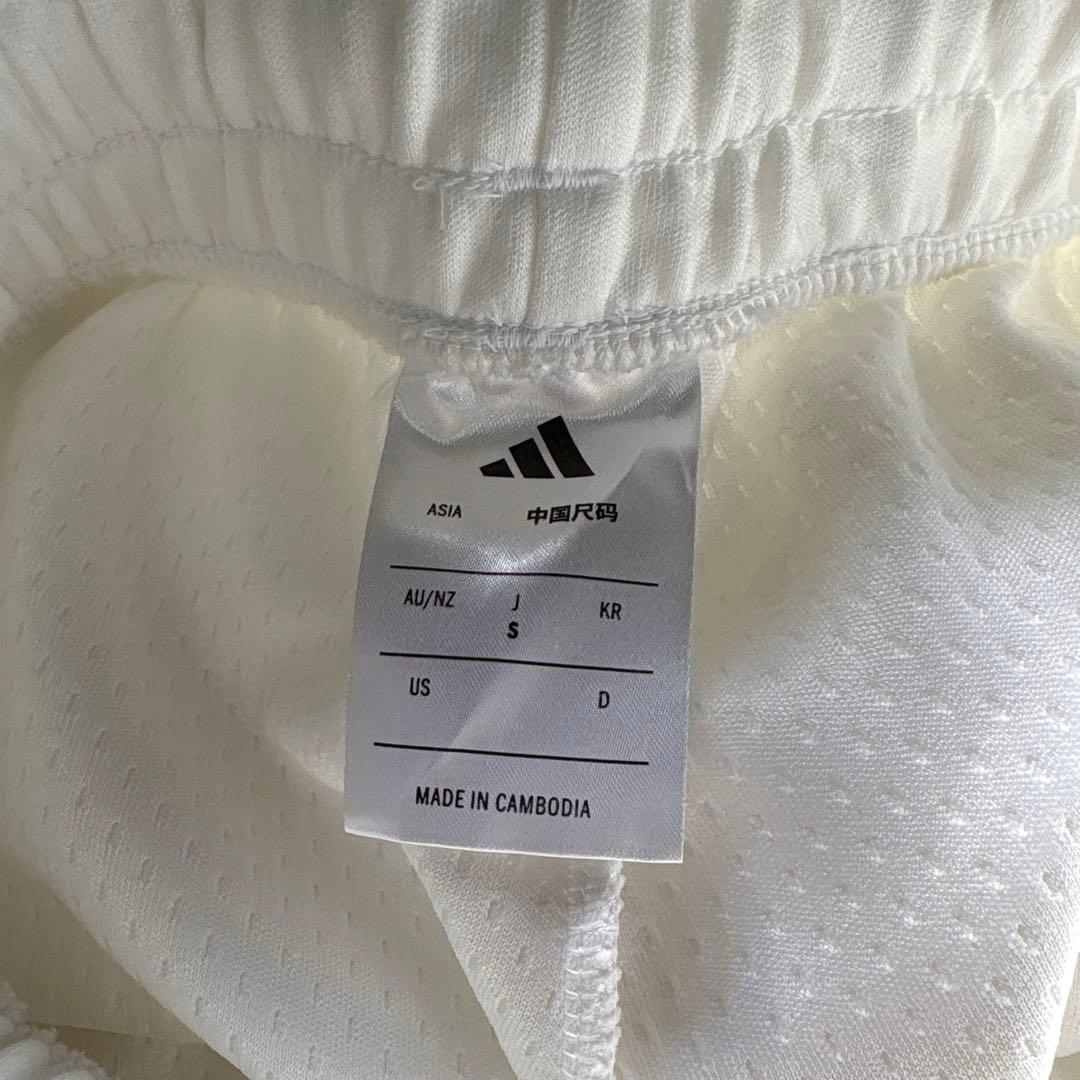 ASIA 中国尺码
AU/NZ J KR
S
US D
MADE IN CAMBODIA